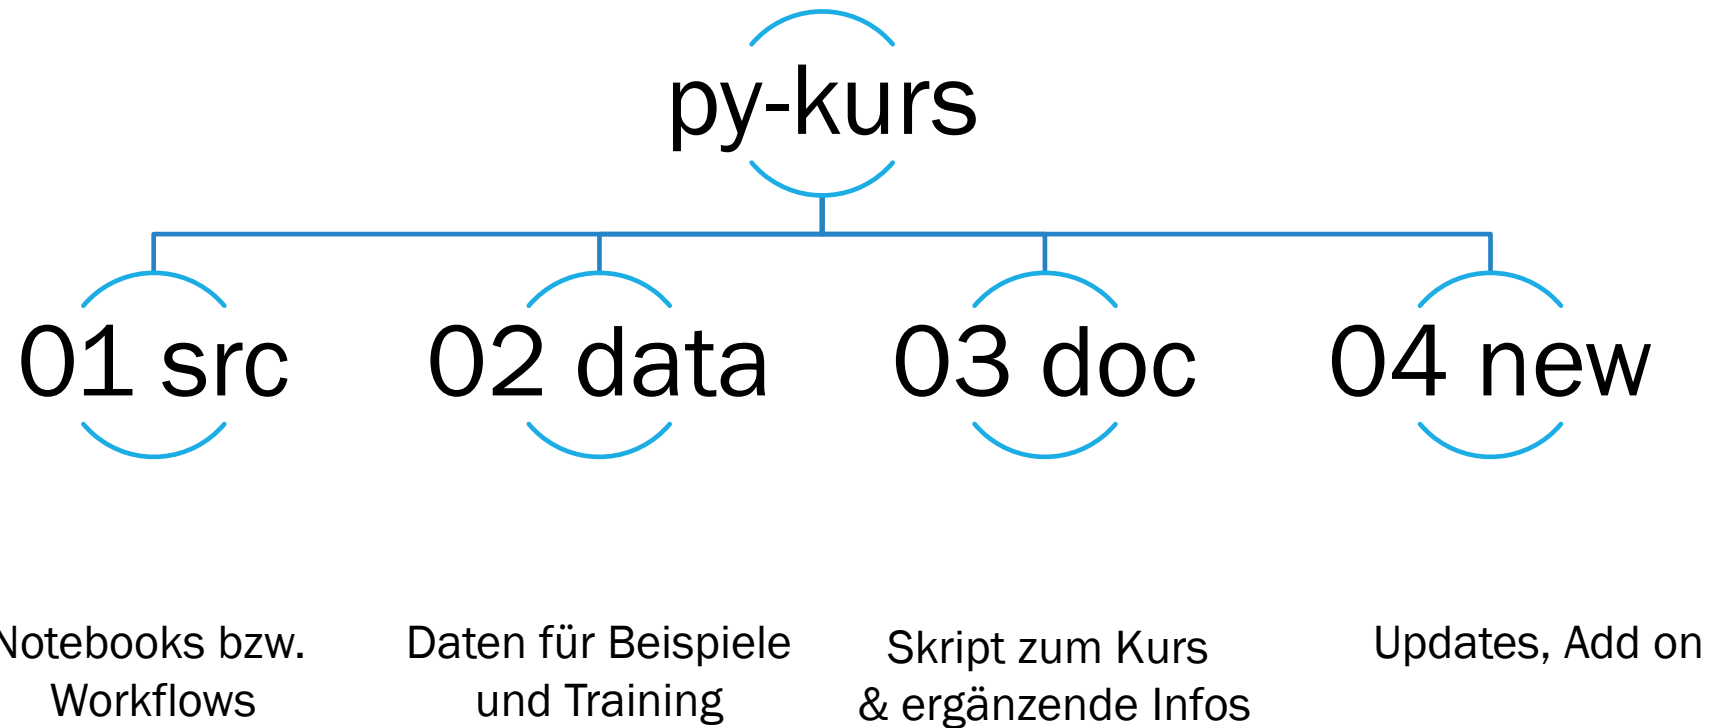 py-kurs
01 src
02 data
03 doc
04 new
Notebooks bzw.
Workflows
Daten für Beispiele
und Training
Skript zum Kurs
& ergänzende Infos
Updates, Add on